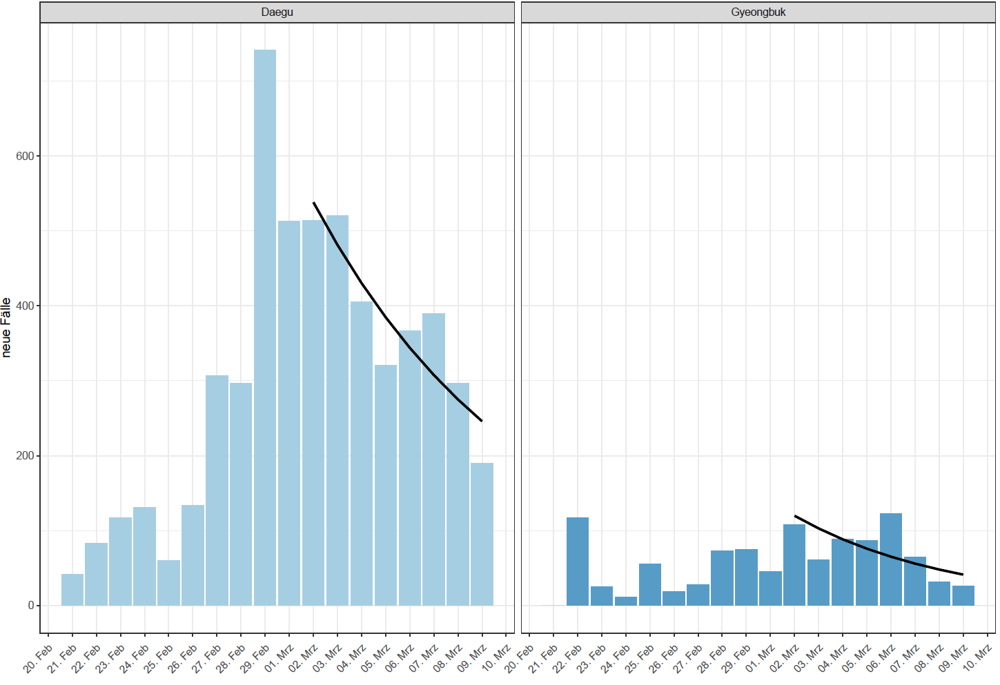 Daegu
Gyeongbuk
neue Fälle
600
400
200
0
20. Feb
21. Feb
22. Feb
23. Feb
24. Feb
25. Feb
26. Feb
27. Feb
28. Feb
29. Feb
01. Mrz
02. Mrz
03. Mrz
04. Mrz
05. Mrz
06. Mrz
07. Mrz
08. Mrz
09. Mrz
10. Mrz
20. Feb
21. Feb
22. Feb
23. Feb
24. Feb
25. Feb
26. Feb
27. Feb
28. Feb
29. Feb
01. Mrz
02. Mrz
03. Mrz
04. Mrz
05. Mrz
06. Mrz
07. Mrz
08. Mrz
09. Mrz
10. Mrz